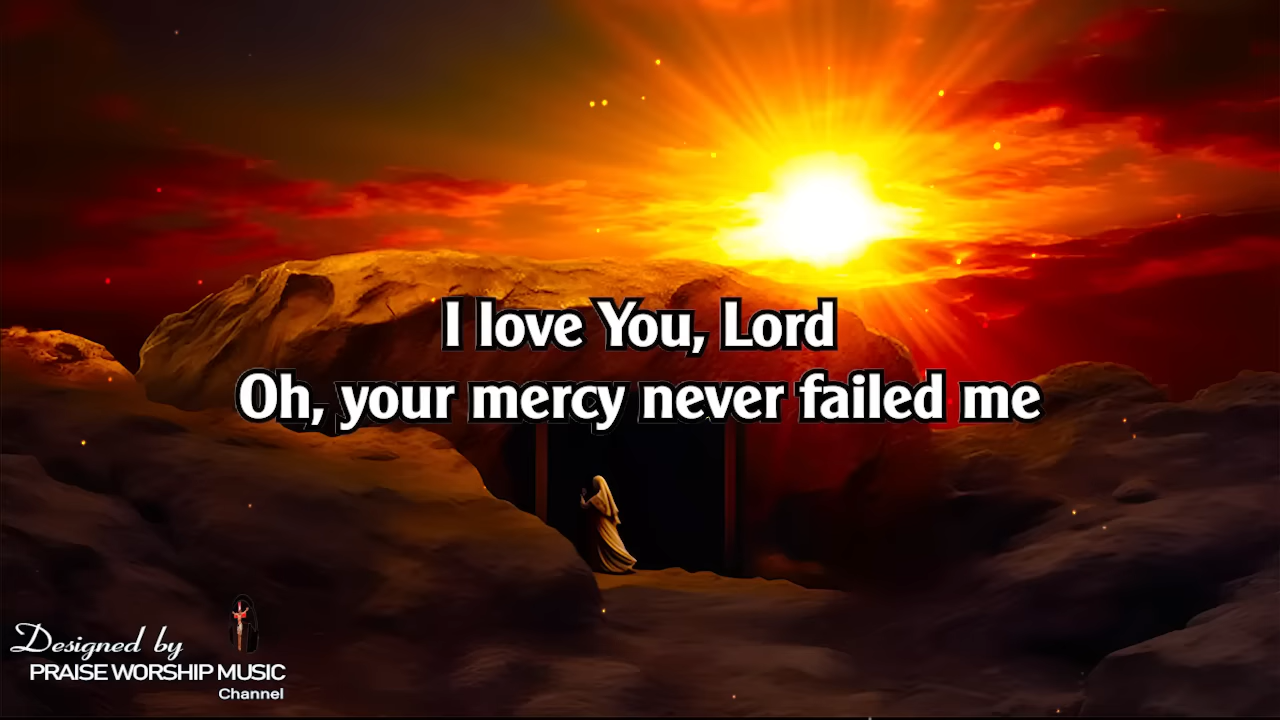 I love You, Lord
Oh, your mercy never failed me
Designed by
PRAISE WORSHIP MUSIC
Channel